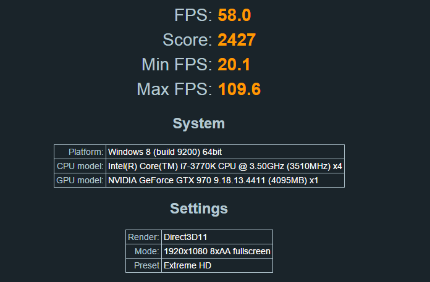 FPS: 58.0
Score: 2427
Min FPS: 20.1
Max FPS: 109.6
System
Platform: Windows 8 (build 9200) 64bit
CPU model: Intel(R) Core(TM) i7-3770K CPU @ 3.50GHz (3510MHz) x4
GPU model: NVIDIA GeForce GTX 970 9.18.13.4411 (4095MB) x1
Settings
Render: Direct3D11
Mode: 1920x1080 8xAA fullscreen
Preset Extreme HD